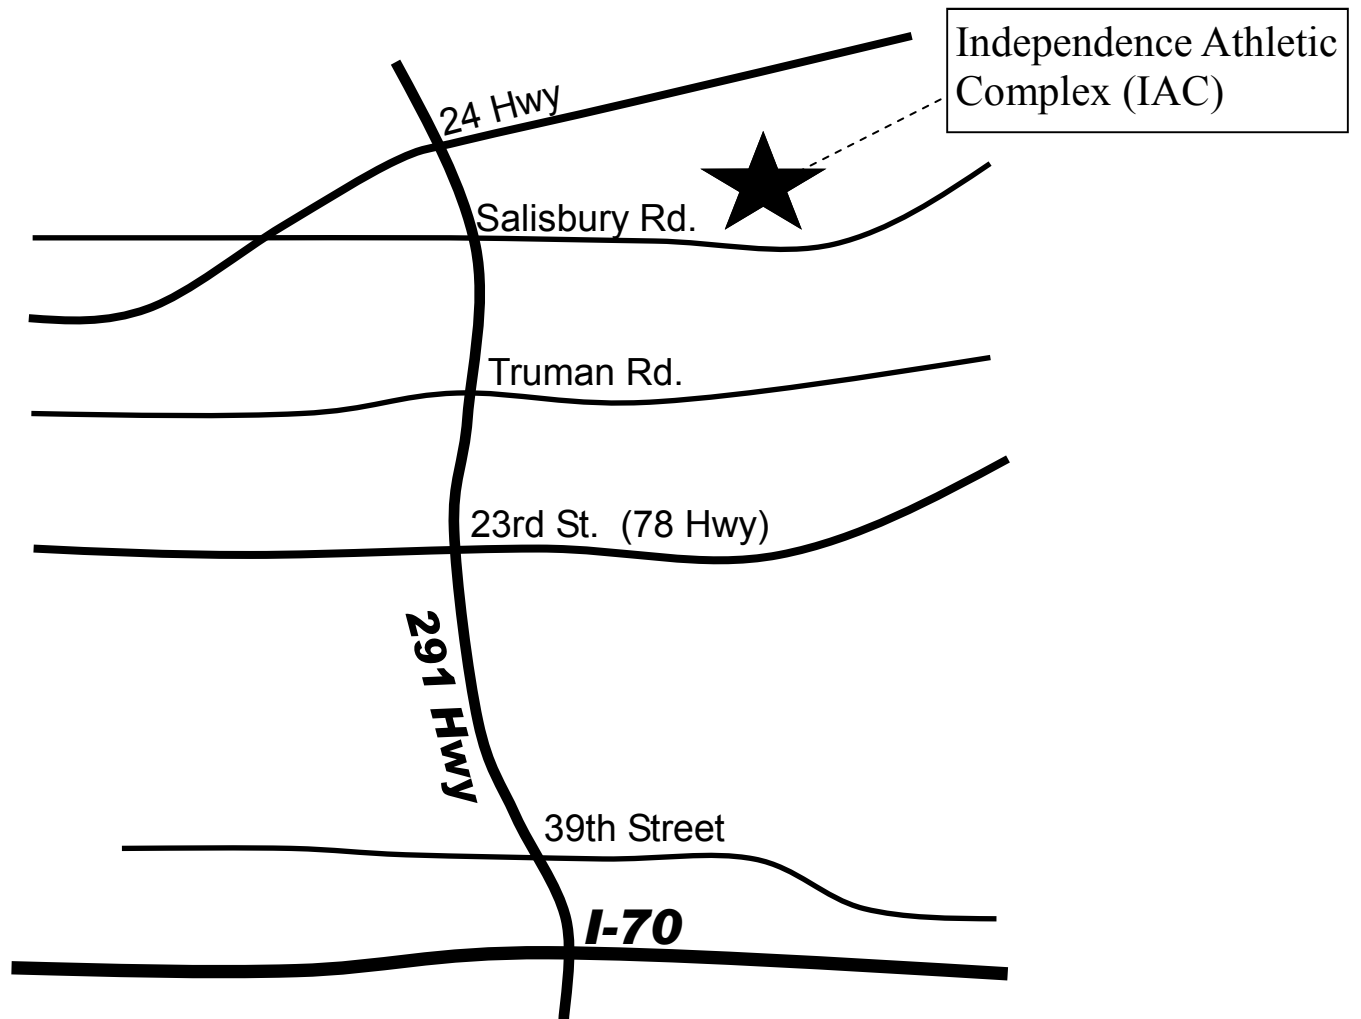 Independence Athletic
Complex (IAC)
24 Hwy
Salisbury Rd.
Truman Rd.
23rd St.  (78 Hwy)
291 Hwy
39th Street
I-70